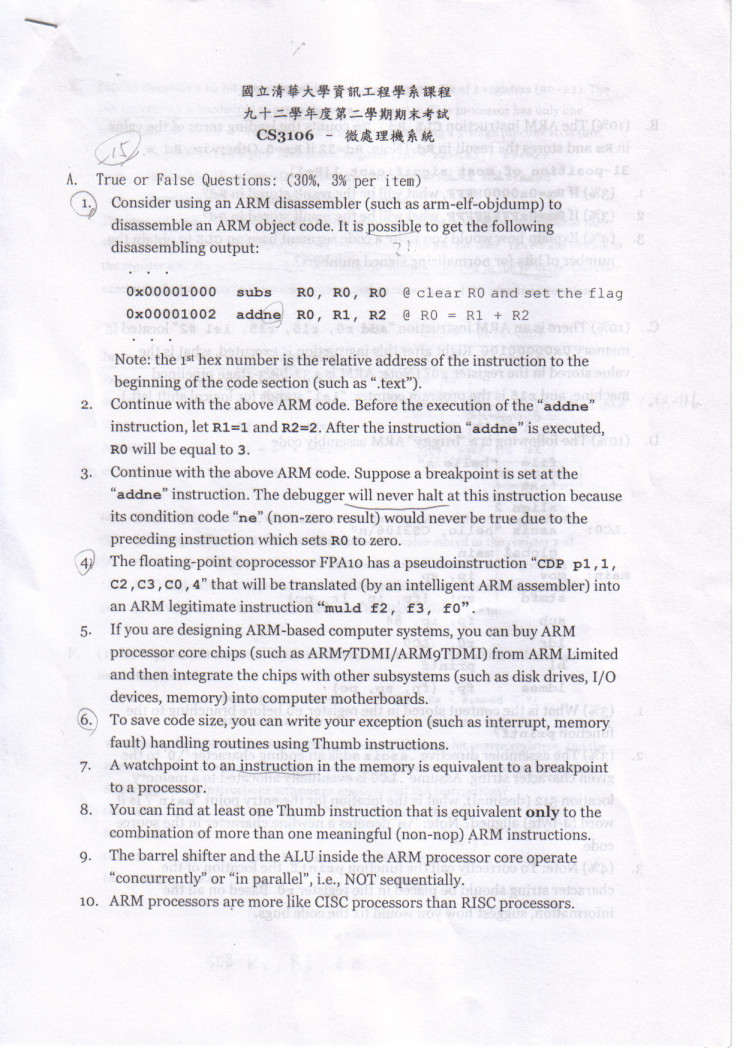 國立清華大學資訊工程學系課程
九十二學年度第二學期期末考試
CS3106 – 微處理機系統
15
A. True or False Questions: (30%, 3% per item)
1. Consider using an ARM disassembler (such as arm-elf-objdump) to
disassemble an ARM object code. It is possible to get the following
disassembling output:
. . .
0x00001000 subs R0, R0, R0 @ clear R0 and set the flag
0x00001002 addne R0, R1, R2 @ R0 = R1 + R2
. . .
Note: the 1st hex number is the relative address of the instruction to the
beginning of the code section (such as ".text").
2. Continue with the above ARM code. Before the execution of the "addne"
instruction, let R1=1 and R2=2. After the instruction "addne" is executed,
R0 will be equal to 3.
3. Continue with the above ARM code. Suppose a breakpoint is set at the
"addne" instruction. The debugger will never halt at this instruction because
its condition code "ne" (non-zero result) would never be true due to the
preceding instruction which sets R0 to zero.
4. The floating-point coprocessor FPA10 has a pseudoinstruction "CDP p1,1,
C2,C3,C0,4" that will be translated (by an intelligent ARM assembler) into
an ARM legitimate instruction "muld f2, f3, f0".
5. If you are designing ARM-based computer systems, you can buy ARM
processor core chips (such as ARM7TDMI/ARM9TDMI) from ARM Limited
and then integrate the chips with other subsystems (such as disk drives, I/O
devices, memory) into computer motherboards.
6. To save code size, you can write your exception (such as interrupt, memory
fault) handling routines using Thumb instructions.
7. A watchpoint to an instruction in the memory is equivalent to a breakpoint
to a processor.
8. You can find at least one Thumb instruction that is equivalent only to the
combination of more than one meaningful (non-nop) ARM instructions.
9. The barrel shifter and the ALU inside the ARM processor core operate
"concurrently" or "in parallel", i.e., NOT sequentially.
10. ARM processors are more like CISC processors than RISC processors.